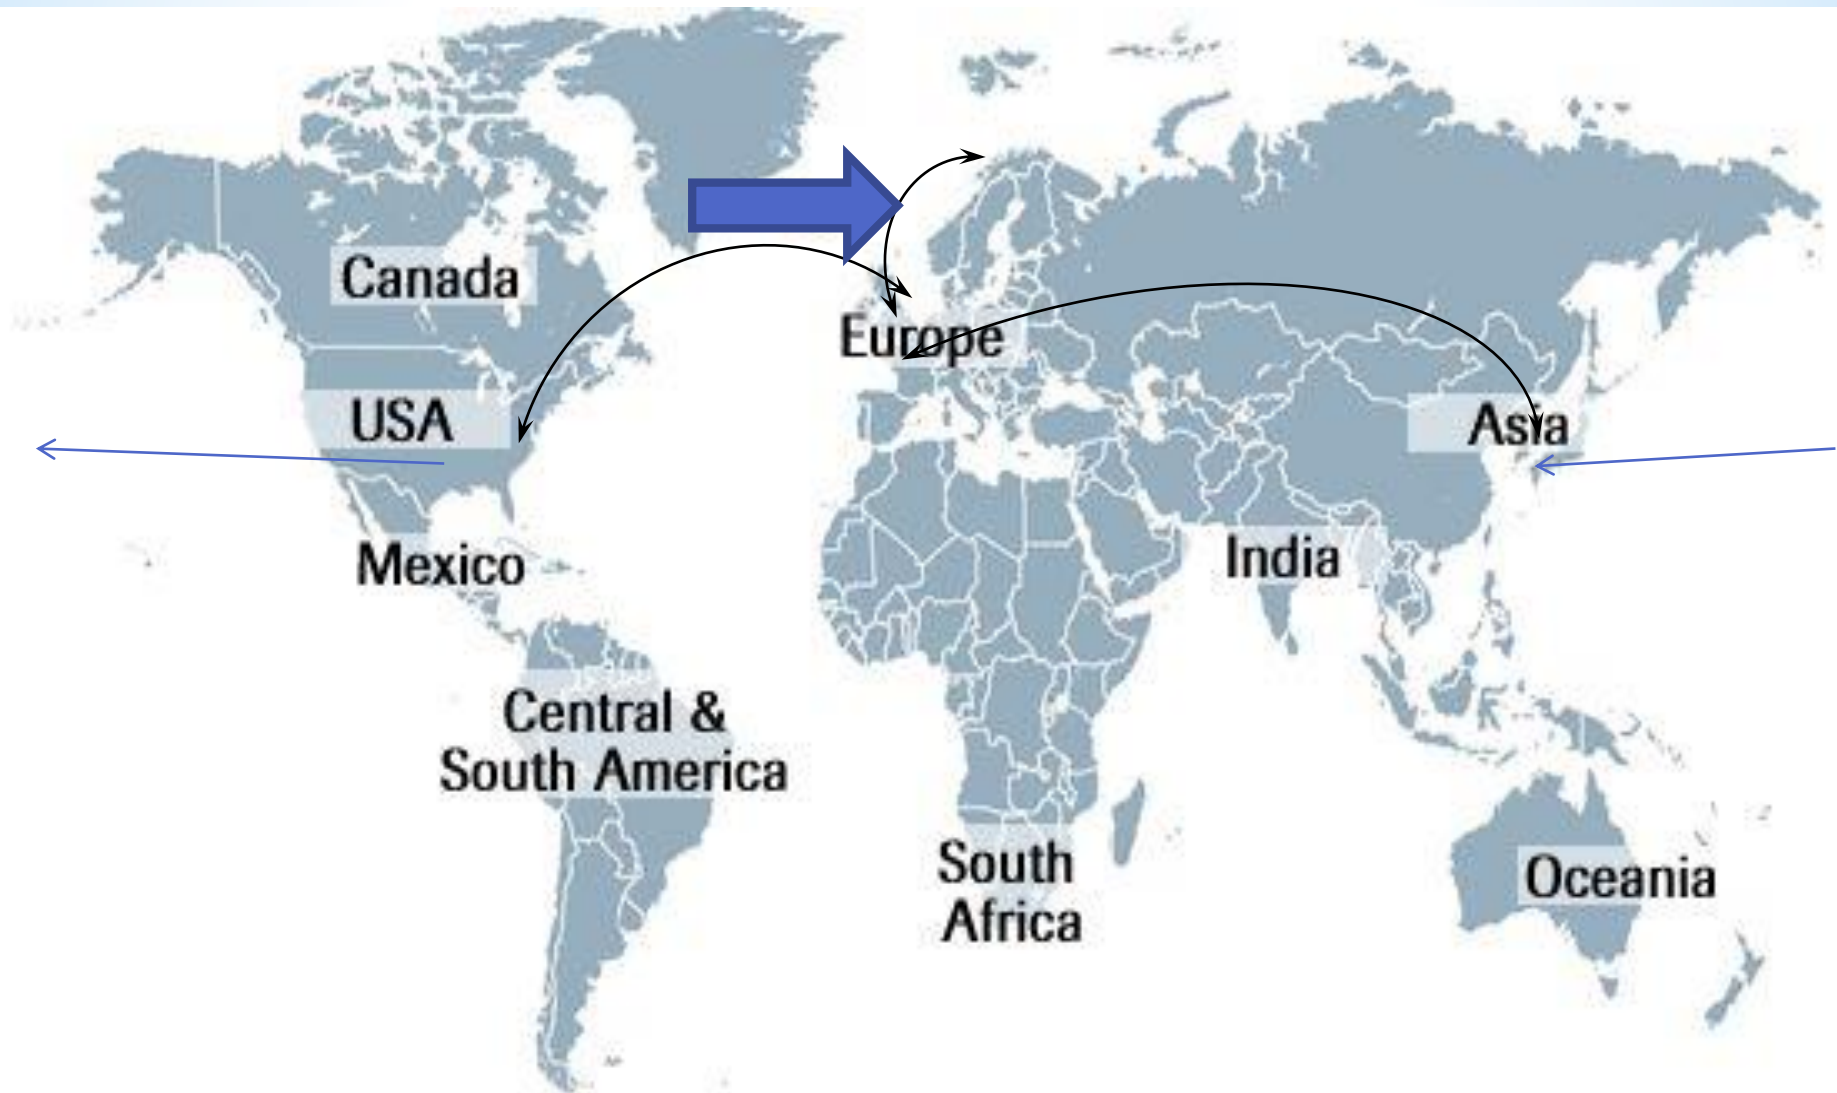 Canada
Europe
USA
Asia
Mexico
India
Central &
South America
South
Africa
Oceania